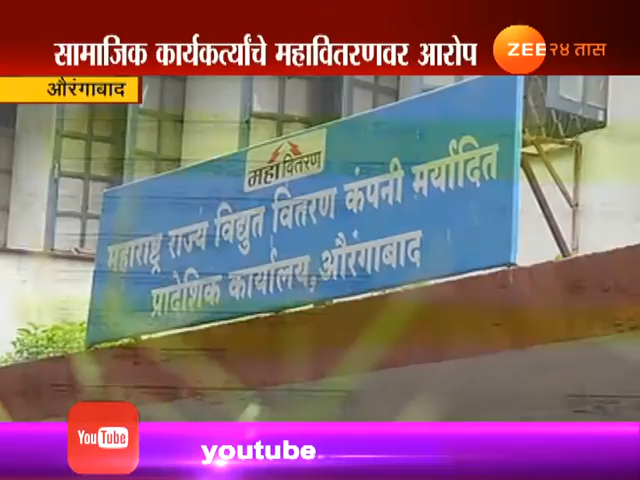 सामाजिक कार्यकर्त्यांचे महावितरणवर आरोप
ZEE २४ तास
औरंगाबाद
महावितरण
महाराष्ट्र राज्य विद्युत वितरण कंपनी मर्यादित
प्रादेशिक कार्यालय, औरंगाबाद
YouTube
youtube